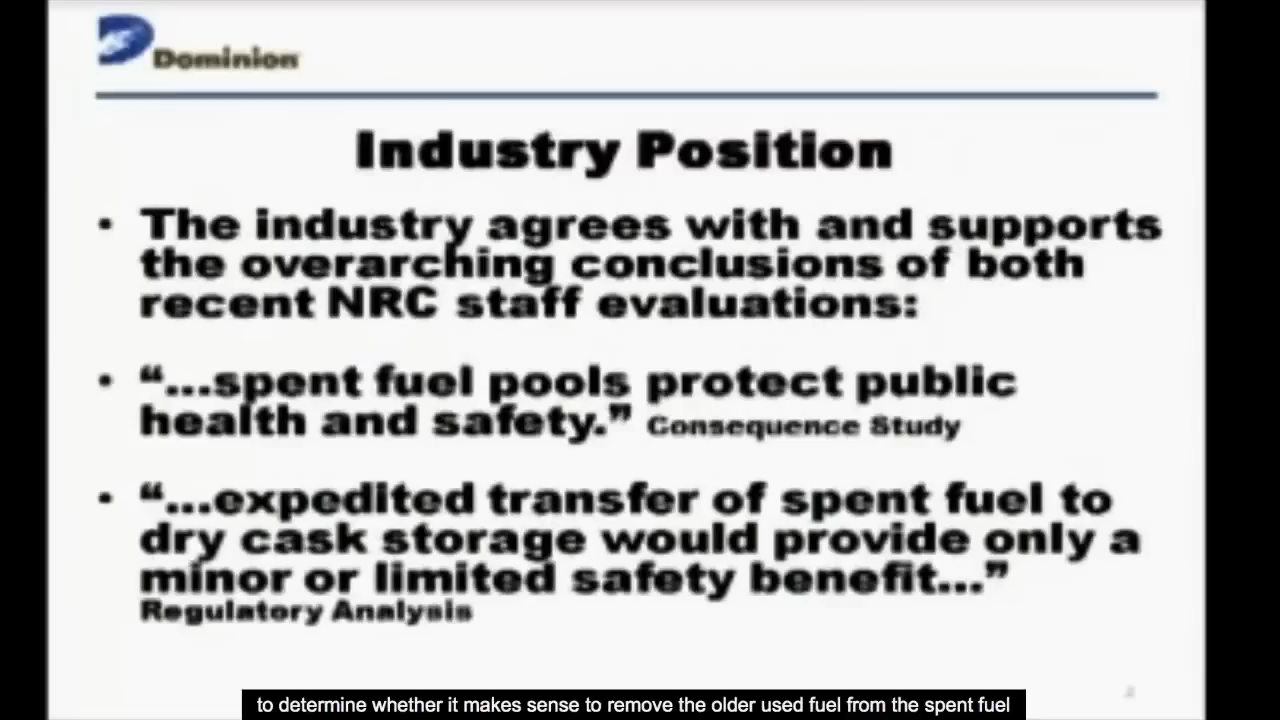 Dominion
Industry Position
• The industry agrees with and supports
the overarching conclusions of both
recent NRC staff evaluations:
• “...spent fuel pools protect public
health and safety.” Consequence Study
• “...expedited transfer of spent fuel to
dry cask storage would provide only a
minor or limited safety benefit...”
Regulatory Analysis
2
to determine whether it makes sense to remove the older used fuel from the spent fuel